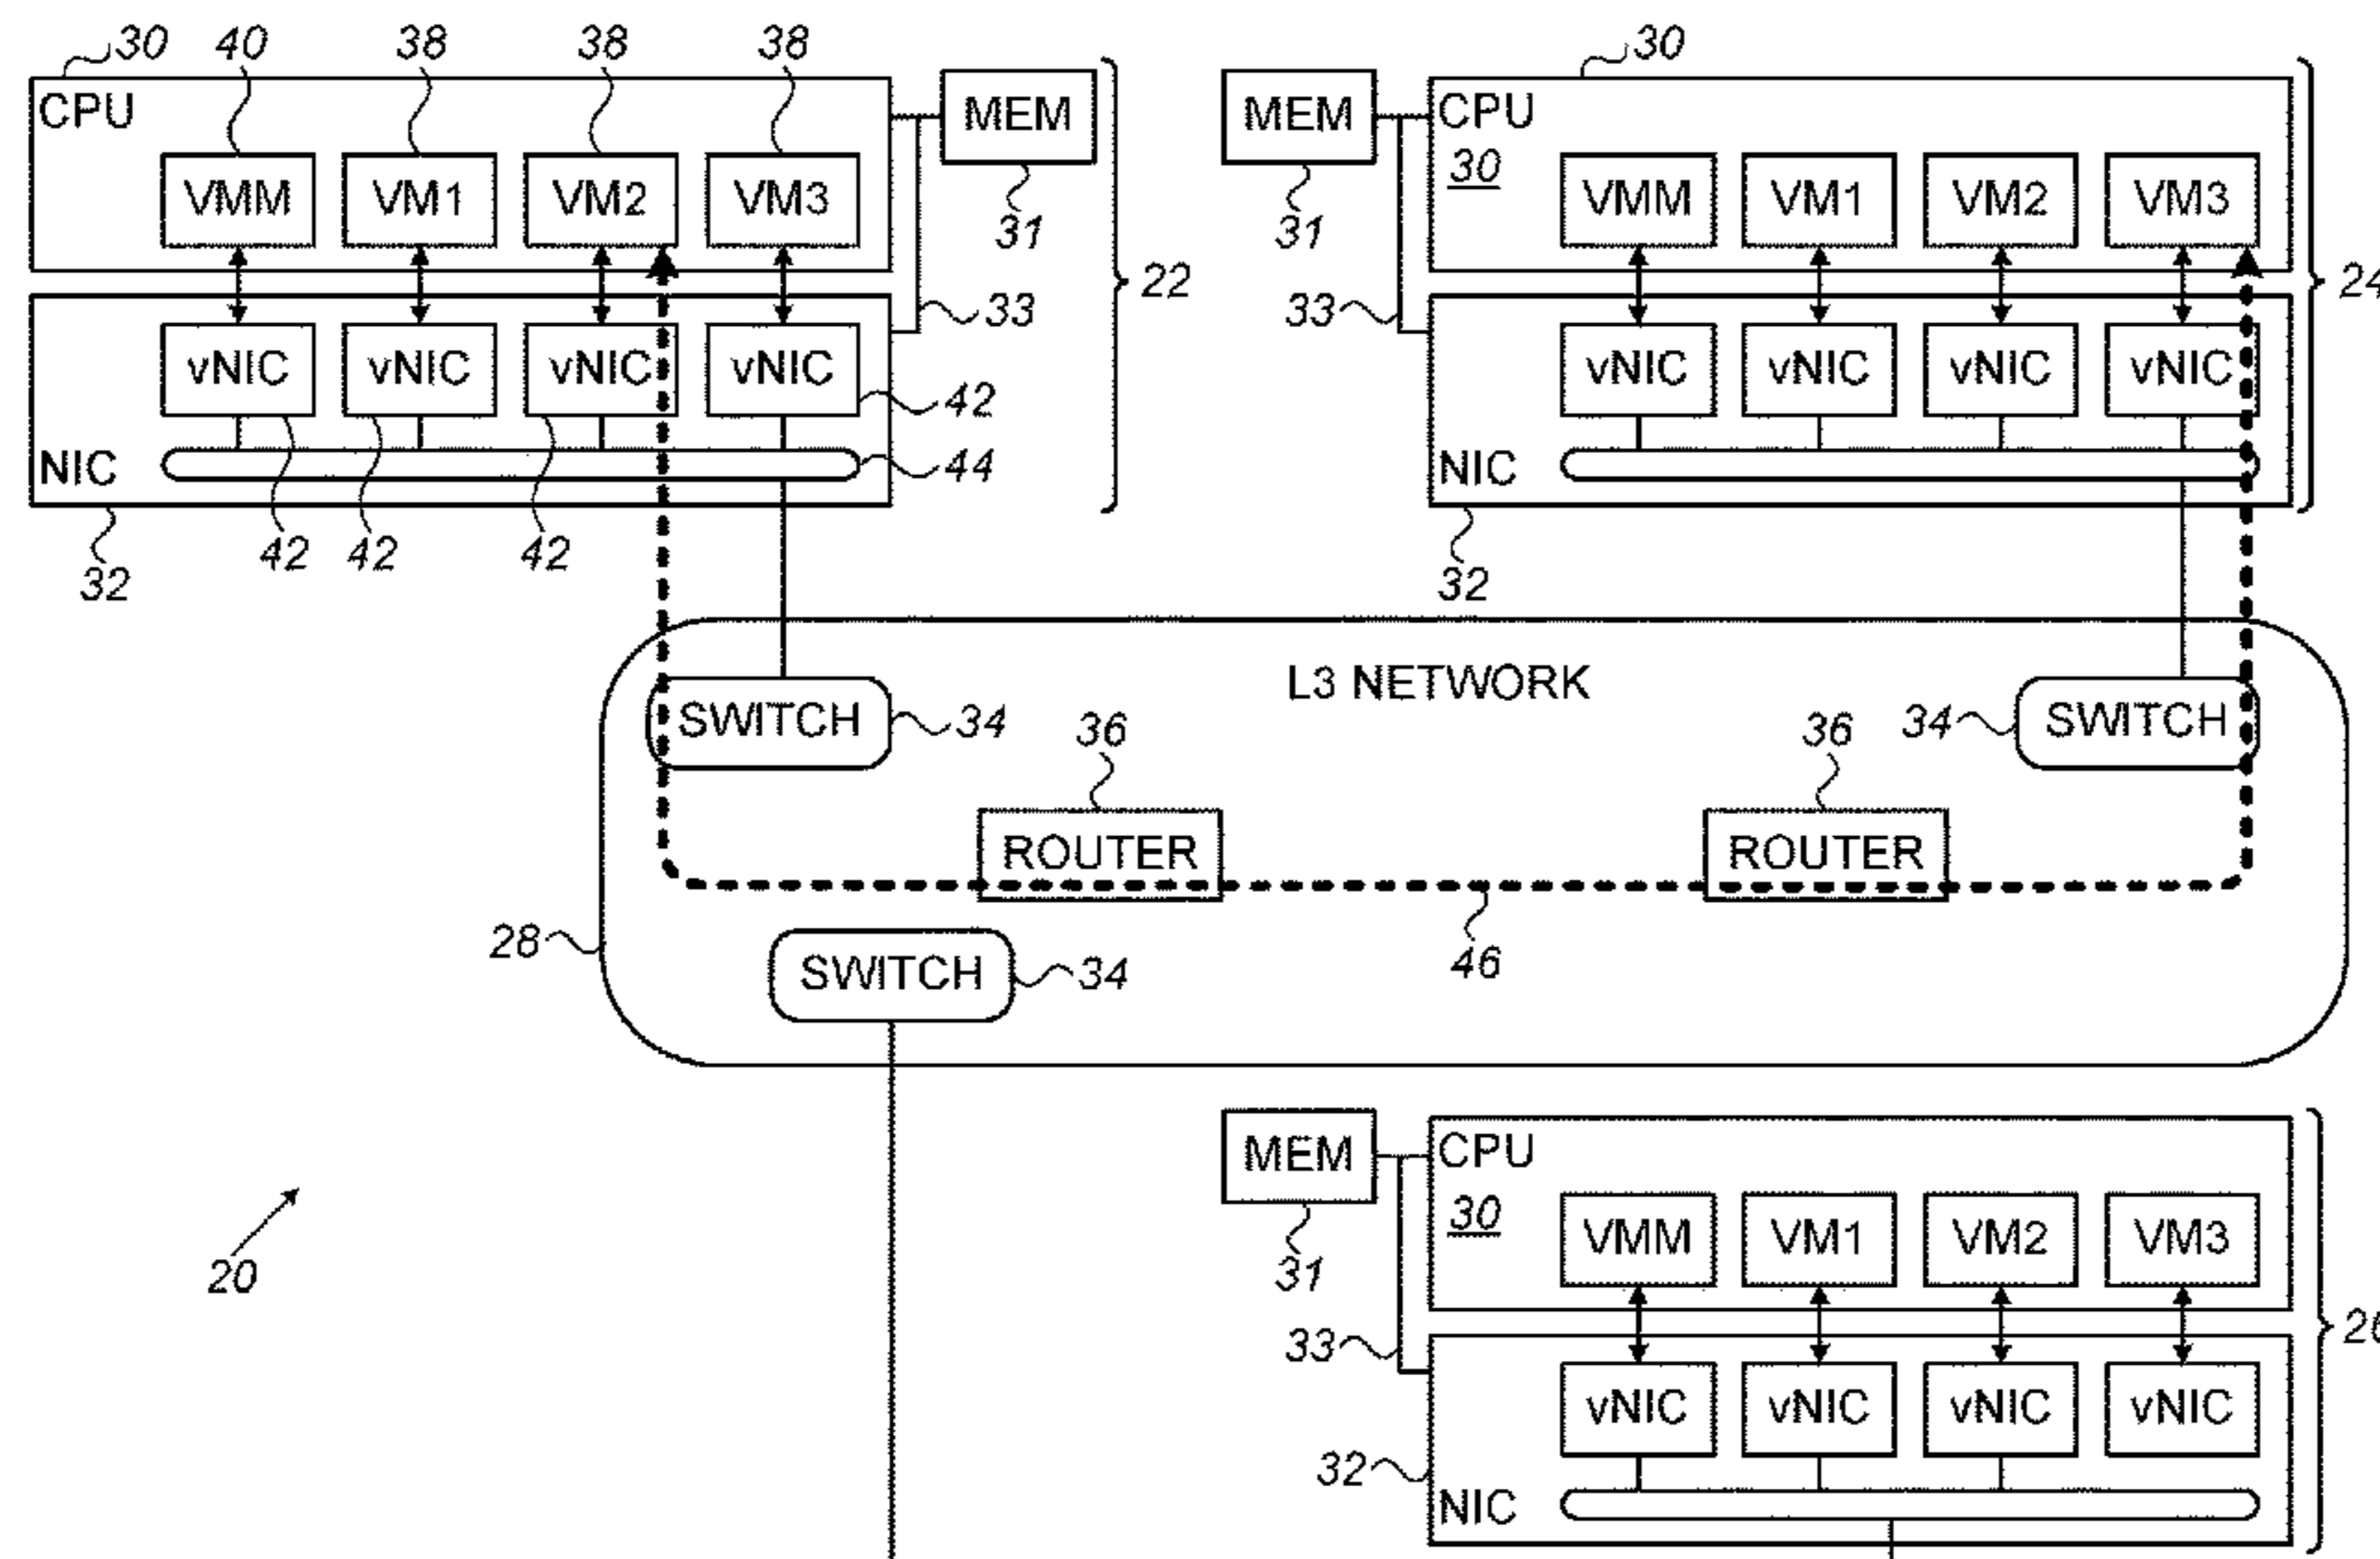 30 40 38 38 38 30
CPU MEM MEM CPU
30
VMM VM1 VM2 VM3 VMM VM1 VM2 VM3
31 31
22 24
33 33
vNIC vNIC vNIC vNIC vNIC vNIC vNIC vNIC
42
NIC 44 NIC
42 42 42
32 32
L3 NETWORK
SWITCH 34 34 SWITCH
36 36
ROUTER ROUTER
28 46
SWITCH 34
MEM CPU
30
VMM VM1 VM2 VM3
20 31
33
vNIC vNIC vNIC vNIC
32
NIC